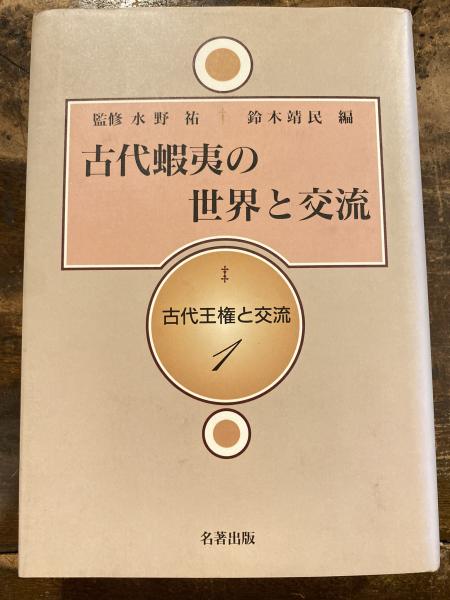 監修 水野 祐 鈴木靖民 編
古代蝦夷の
世界と交流
古代王権と交流
1
名著出版